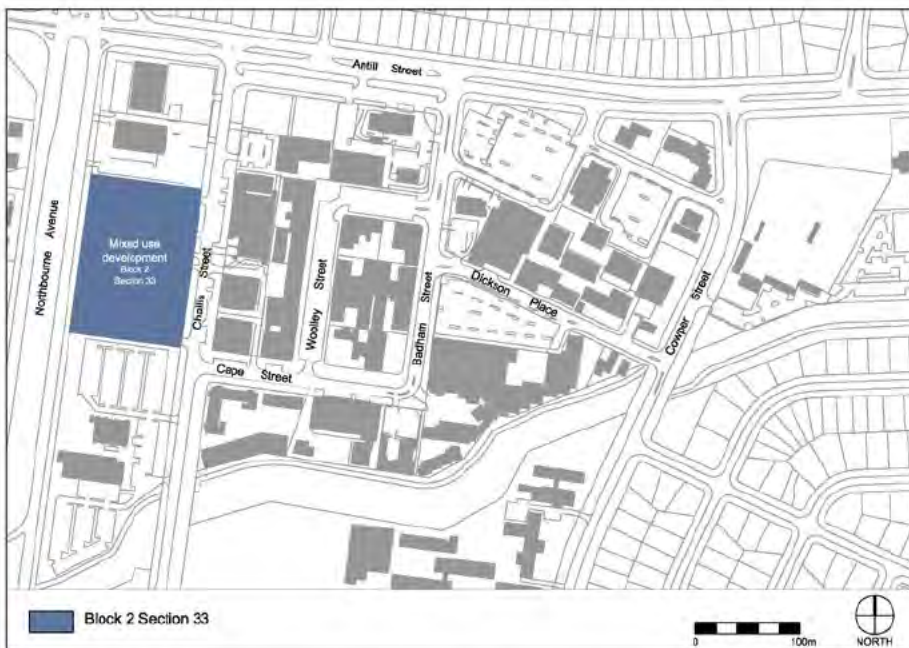 Antill Street
Northbourne Avenue
Mixed use
development
Block 2
Section 33
Challis Street
Woolley Street
Badham Street
Dickson Place
Cowper Street
Cape Street
Block 2 Section 33
0 100m
NORTH